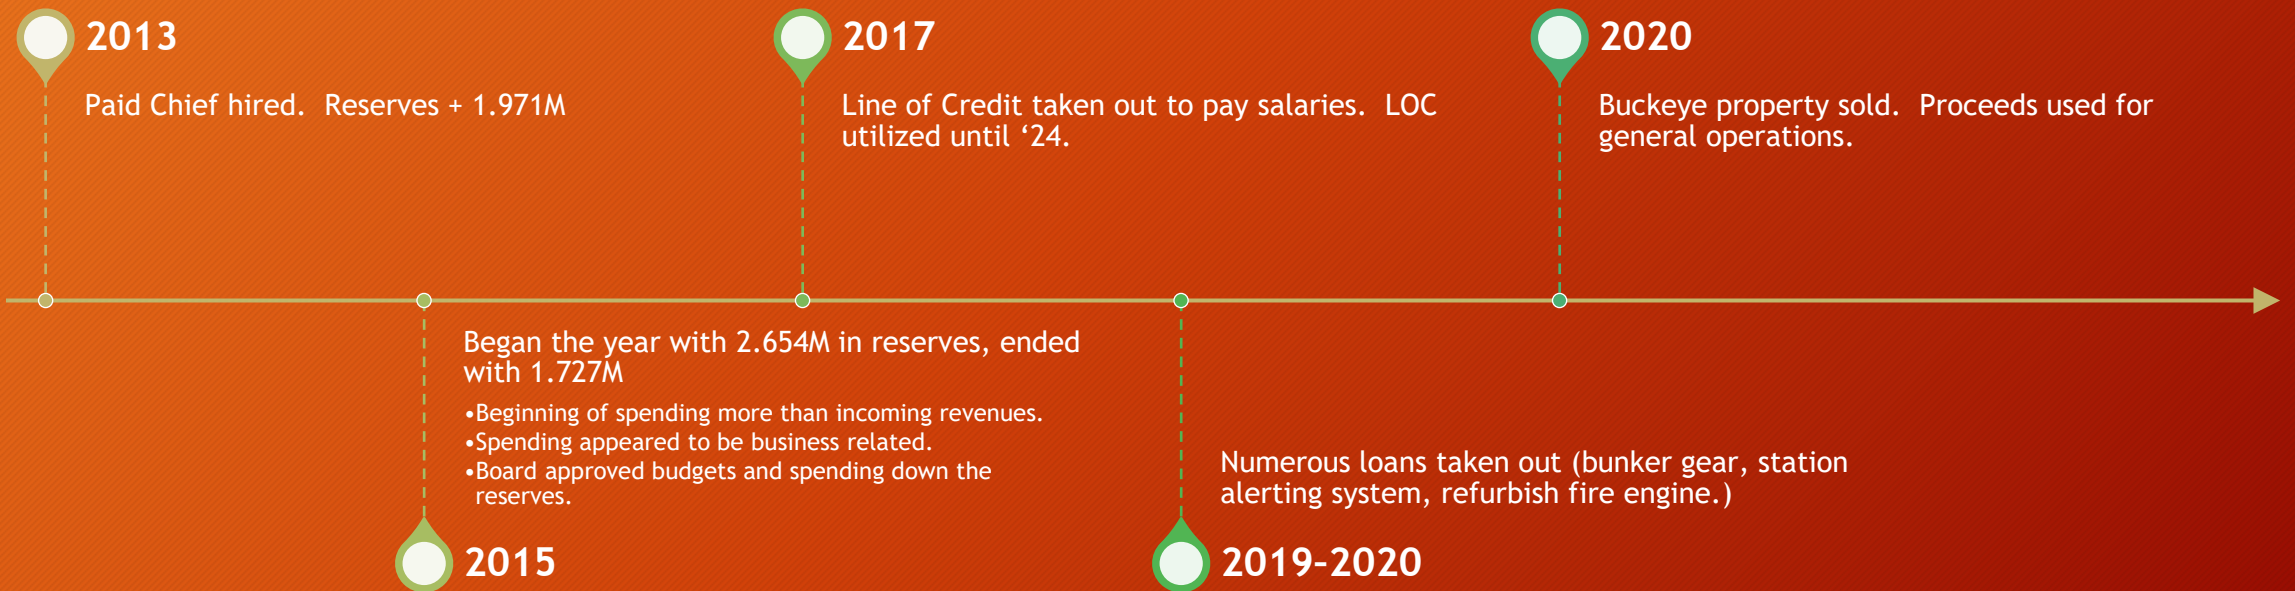 2013
Paid Chief hired.  Reserves + 1.971M
2017
Line of Credit taken out to pay salaries.  LOC
utilized until ‘24.
2020
Buckeye property sold.  Proceeds used for
general operations.
Began the year with 2.654M in reserves, ended
with 1.727M
•Beginning of spending more than incoming revenues.
•Spending appeared to be business related.
•Board approved budgets and spending down the
reserves.
2015
Numerous loans taken out (bunker gear, station
alerting system, refurbish fire engine.)
2019-2020